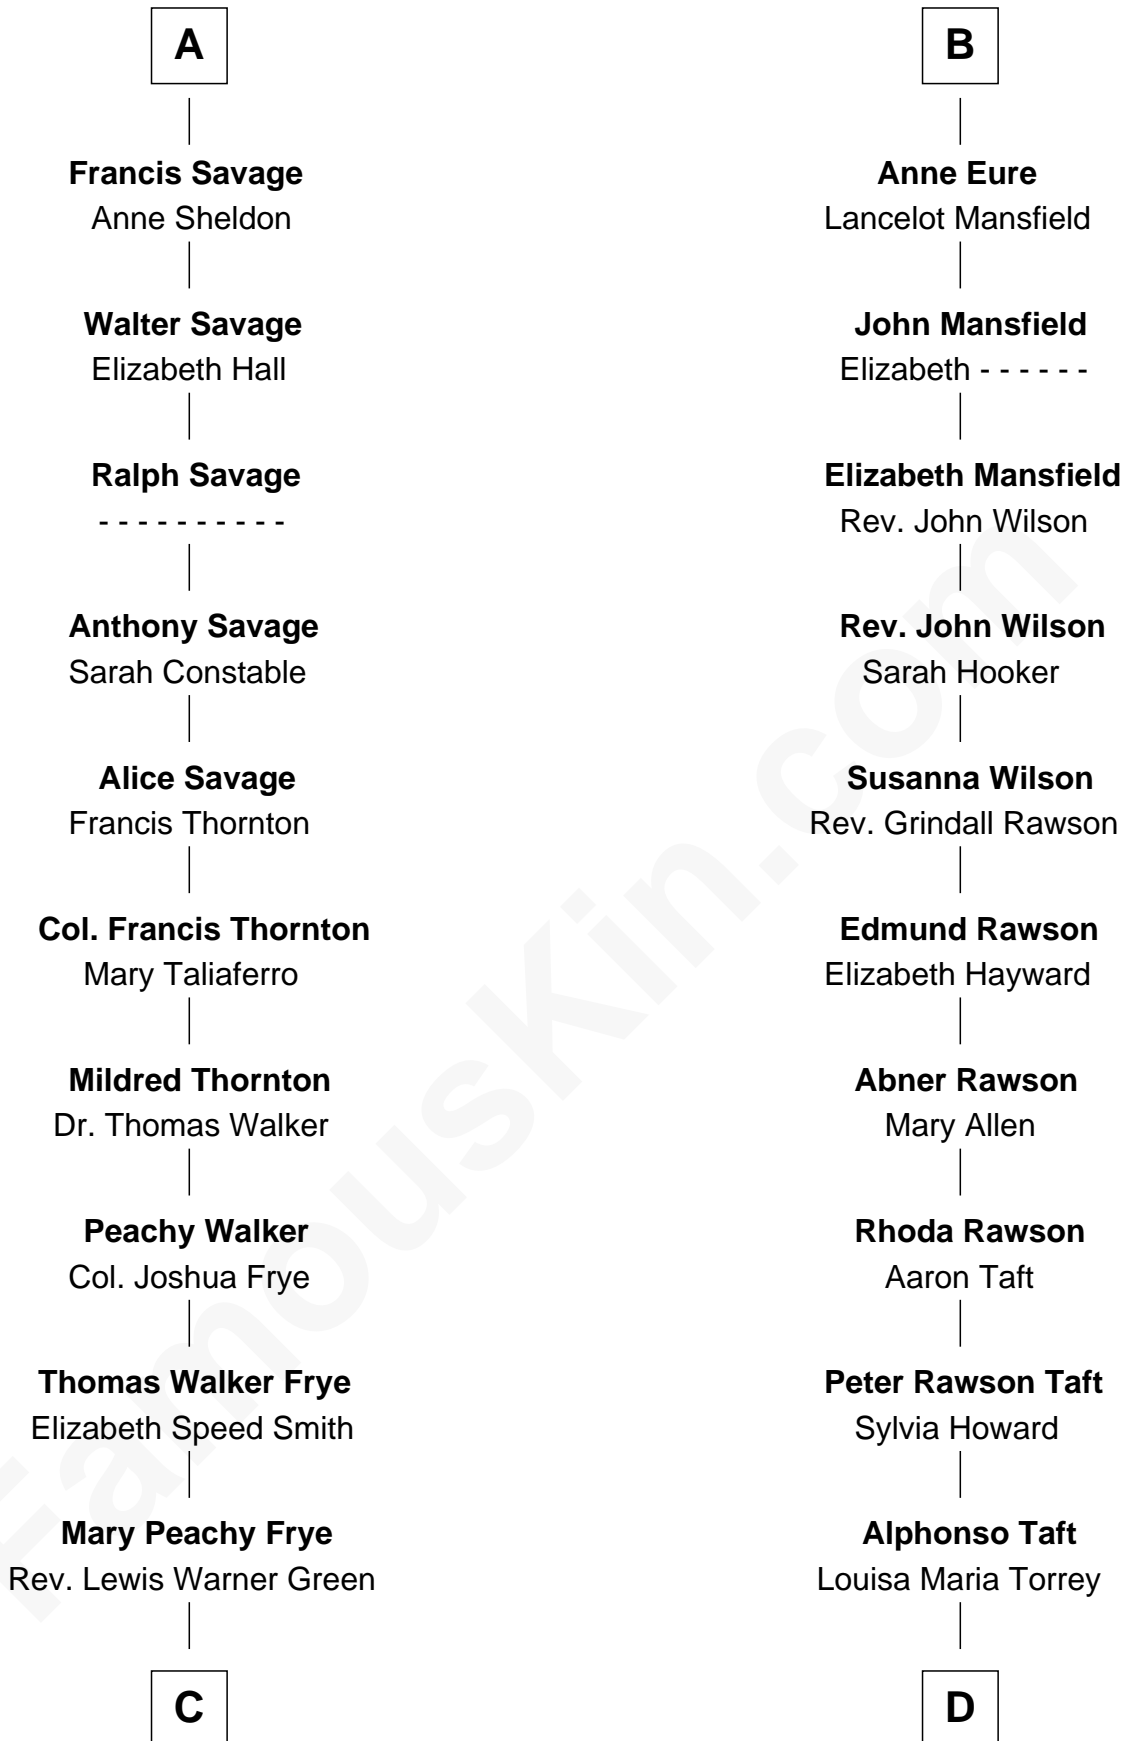 A
B
Francis Savage
Anne Sheldon
Anne Eure
Lancelot Mansfield
Walter Savage
Elizabeth Hall
John Mansfield
Elizabeth - - - - - -
Ralph Savage
- - - - - - - - - -
Elizabeth Mansfield
Rev. John Wilson
Anthony Savage
Sarah Constable
Rev. John Wilson
Sarah Hooker
Alice Savage
Francis Thornton
Susanna Wilson
Rev. Grindall Rawson
Col. Francis Thornton
Mary Taliaferro
Edmund Rawson
Elizabeth Hayward
Mildred Thornton
Dr. Thomas Walker
Abner Rawson
Mary Allen
Peachy Walker
Col. Joshua Frye
Rhoda Rawson
Aaron Taft
Thomas Walker Frye
Elizabeth Speed Smith
Peter Rawson Taft
Sylvia Howard
Mary Peachy Frye
Rev. Lewis Warner Green
Alphonso Taft
Louisa Maria Torrey
C
D
FamousKin.com